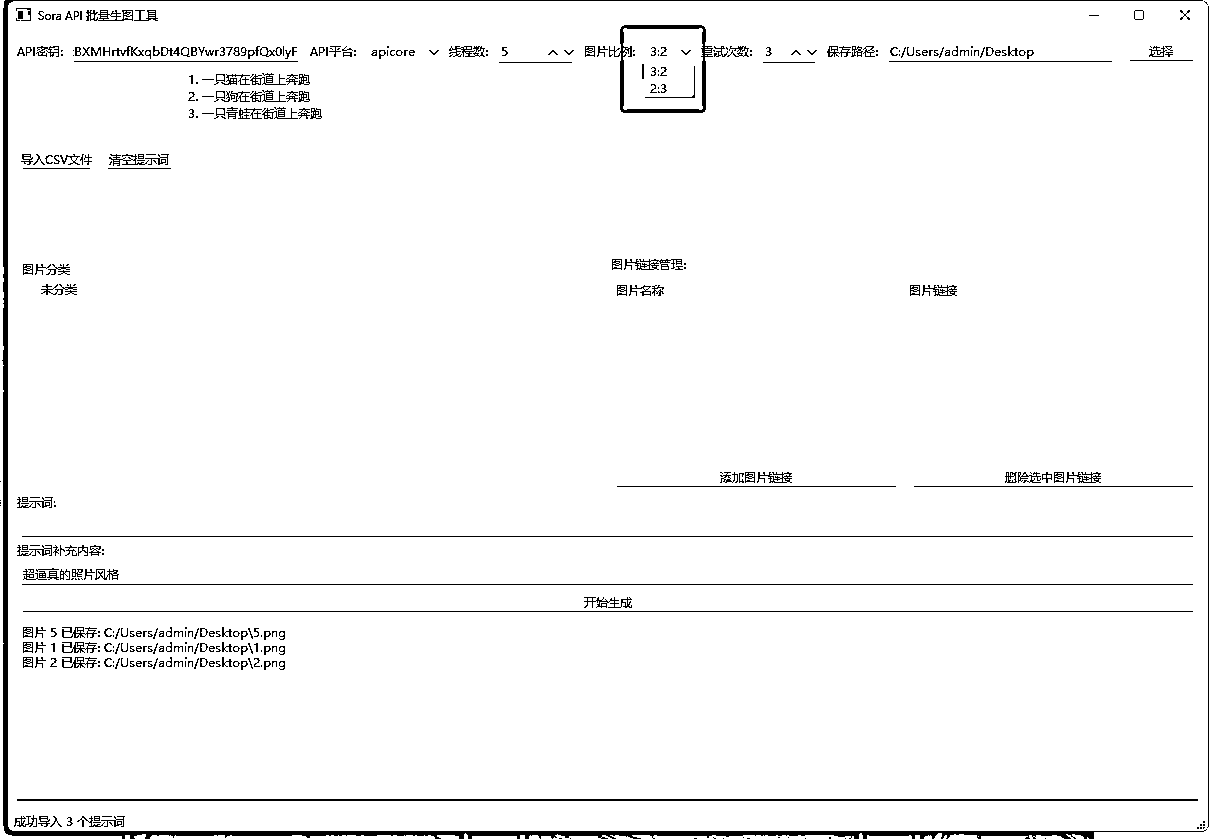 Sora API 批量生图工具
API密钥: BXMHrtvfKxqbDt4QBYwr3789pfQx0lyF API平台: apicore 线程数: 5 图片比例: 3:2 重试次数: 3 保存路径: C:/Users/admin/Desktop 选择
3:2
2:3
1. 一只猫在街道上奔跑
2. 一只狗在街道上奔跑
3. 一只青蛙在街道上奔跑
导入CSV文件 清空提示词
图片分类
未分类
图片链接管理:
图片名称 图片链接
添加图片链接 删除选中图片链接
提示词:
提示词补充内容:
超逼真的照片风格
开始生成
图片 5 已保存: C:/Users/admin/Desktop\5.png
图片 1 已保存: C:/Users/admin/Desktop\1.png
图片 2 已保存: C:/Users/admin/Desktop\2.png
成功导入 3 个提示词